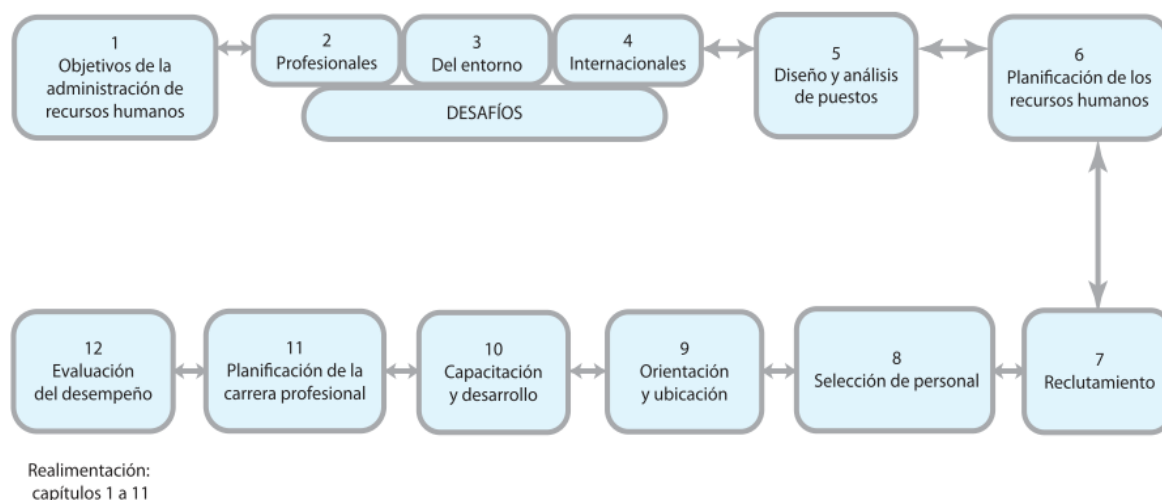 1
Objetivos de la
administración de
recursos humanos
2
Profesionales
3
Del entorno
4
Internacionales
DESAFÍOS
5
Diseño y análisis
de puestos
6
Planificación de los
recursos humanos
12
Evaluación
del desempeño
11
Planificación de la
carrera profesional
10
Capacitación
y desarrollo
9
Orientación
y ubicación
8
Selección de personal
7
Reclutamiento
Realimentación:
capítulos 1 a 11